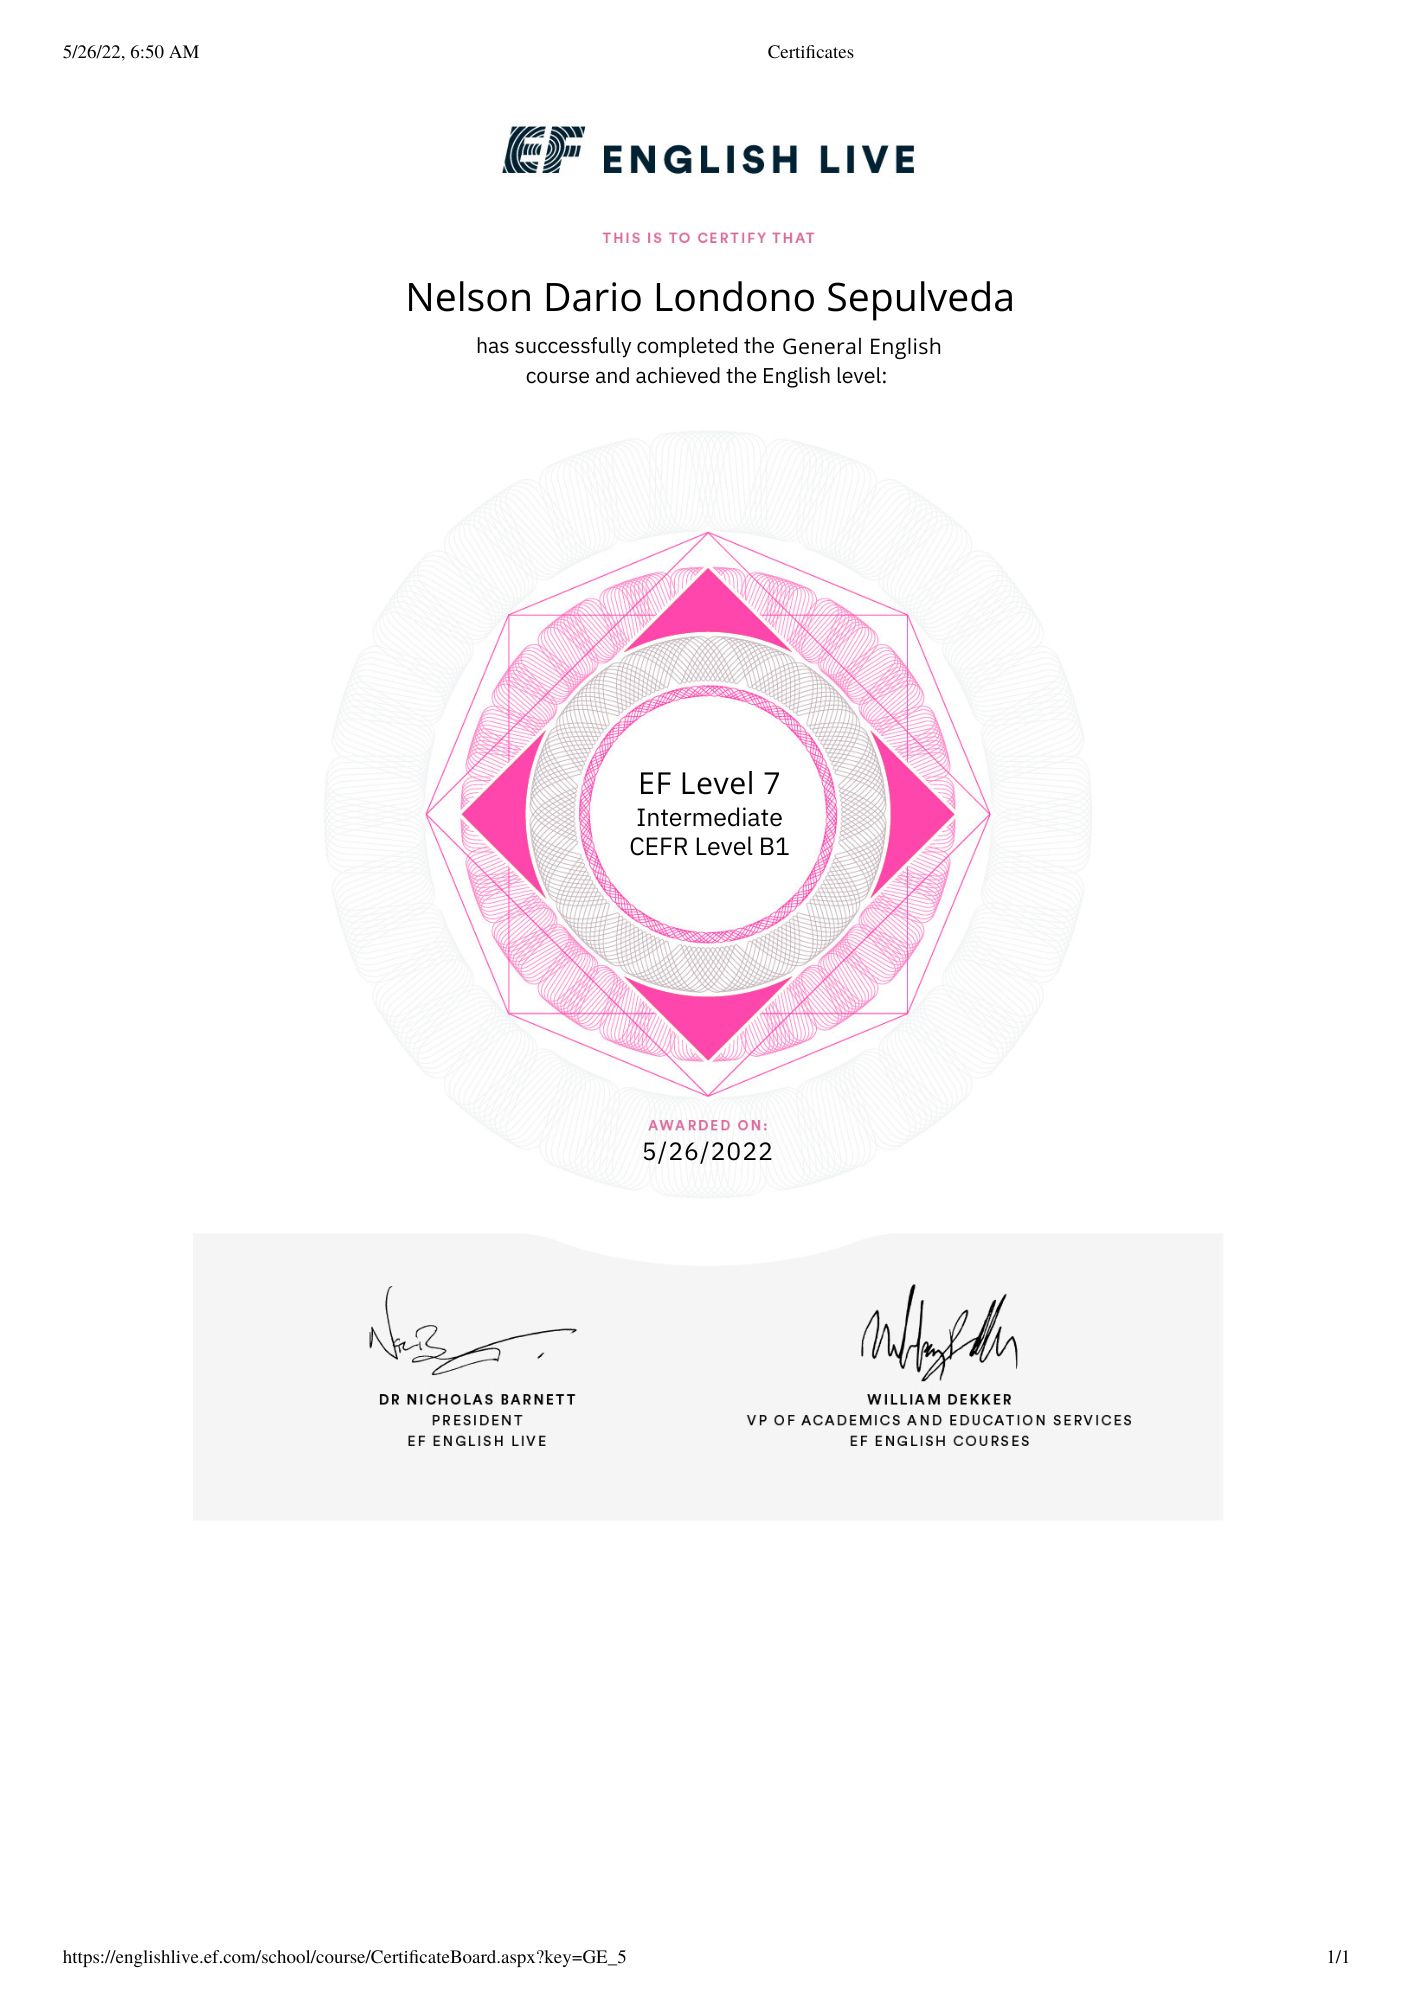 5/26/22, 6:50 AM
Certificates
EF ENGLISH LIVE
THIS IS TO CERTIFY THAT
Nelson Dario Londono Sepulveda
has successfully completed the General English
course and achieved the English level:
EF Level 7
Intermediate
CEFR Level B1
AWARDED ON:
5/26/2022
DR NICHOLAS BARNETT
PRESIDENT
EF ENGLISH LIVE
WILLIAM DEKKER
VP OF ACADEMICS AND EDUCATION SERVICES
EF ENGLISH COURSES
https://englishlive.ef.com/school/course/CertificateBoard.aspx?key=GE_5
1/1